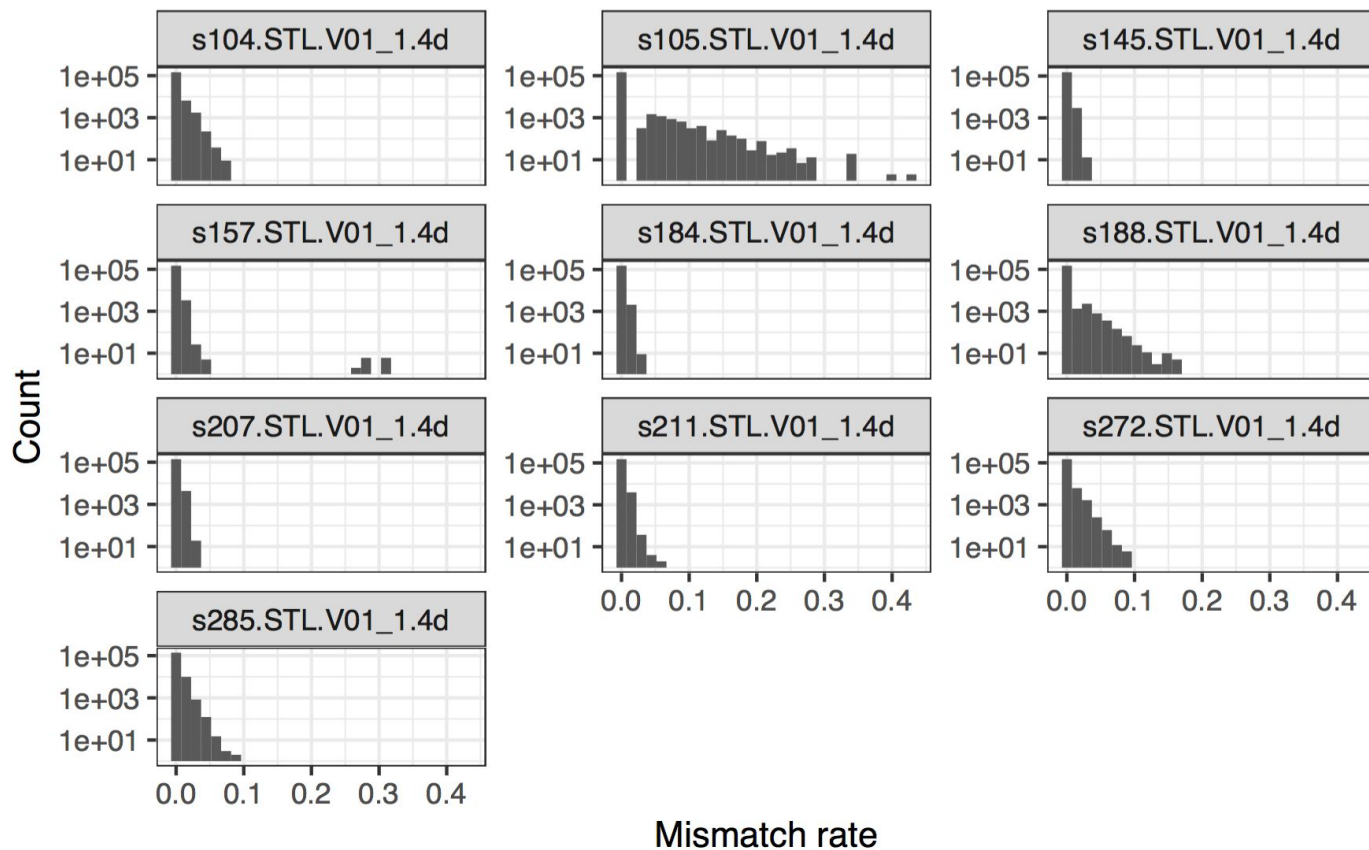 s104.STL.V01_1.4d
s105.STL.V01_1.4d
s145.STL.V01_1.4d
1e+05
1e+03
1e+01
1e+05
1e+03
1e+01
1e+05
1e+03
1e+01
s157.STL.V01_1.4d
s184.STL.V01_1.4d
s188.STL.V01_1.4d
1e+05
1e+03
1e+01
1e+05
1e+03
1e+01
1e+05
1e+03
1e+01
Count
s207.STL.V01_1.4d
s211.STL.V01_1.4d
s272.STL.V01_1.4d
1e+05
1e+03
1e+01
1e+05
1e+03
1e+01
1e+05
1e+03
1e+01
0.0 0.1 0.2 0.3 0.4
0.0 0.1 0.2 0.3 0.4
s285.STL.V01_1.4d
1e+05
1e+03
1e+01
0.0 0.1 0.2 0.3 0.4
Mismatch rate